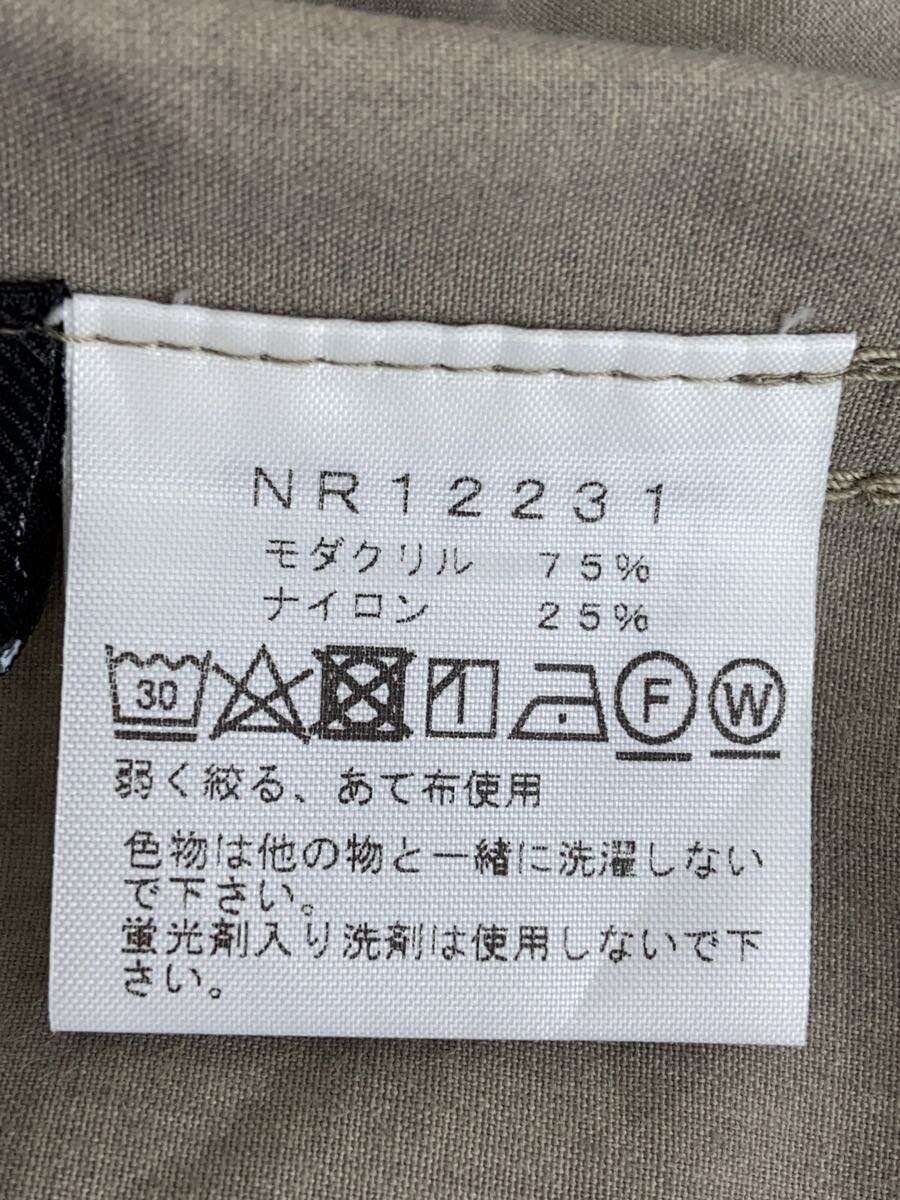 NR12231
モダクリル 75%
ナイロン 25%
30 F W
弱く絞る、あて布使用
色物は他の物と一緒に洗濯しない
で下さい。
蛍光剤入り洗剤は使用しないで下
さい。